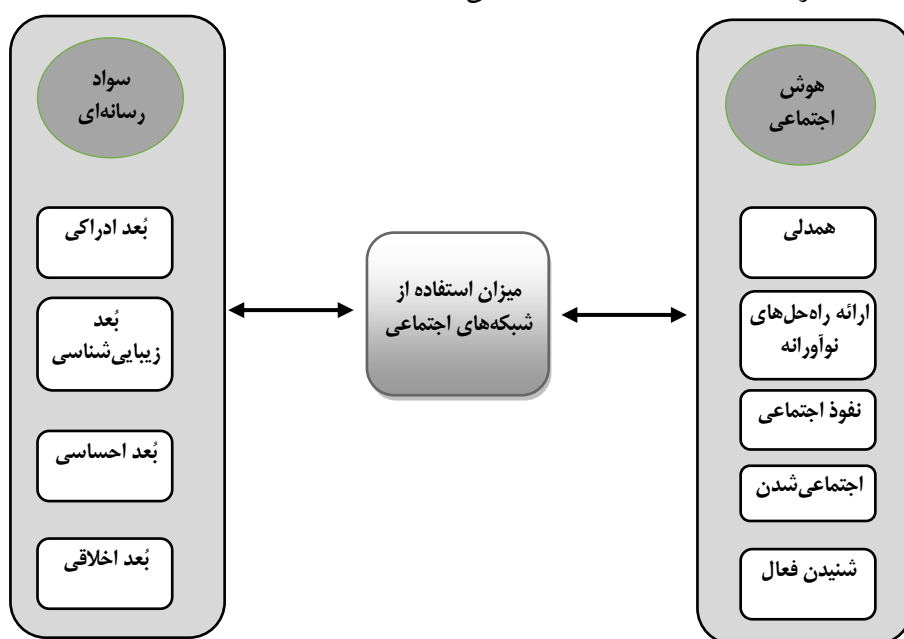 هوش
اجتماعی
همدلی
ارائه راه‌حل‌های
نوآورانه
نفوذ اجتماعی
اجتماعی‌شدن
شنیدن فعال
میزان استفاده از
شبکه‌های اجتماعی
سواد
رسانه‌ای
بُعد ادراکی
بُعد
زیبایی‌شناسی
بُعد احساسی
بُعد اخلاقی